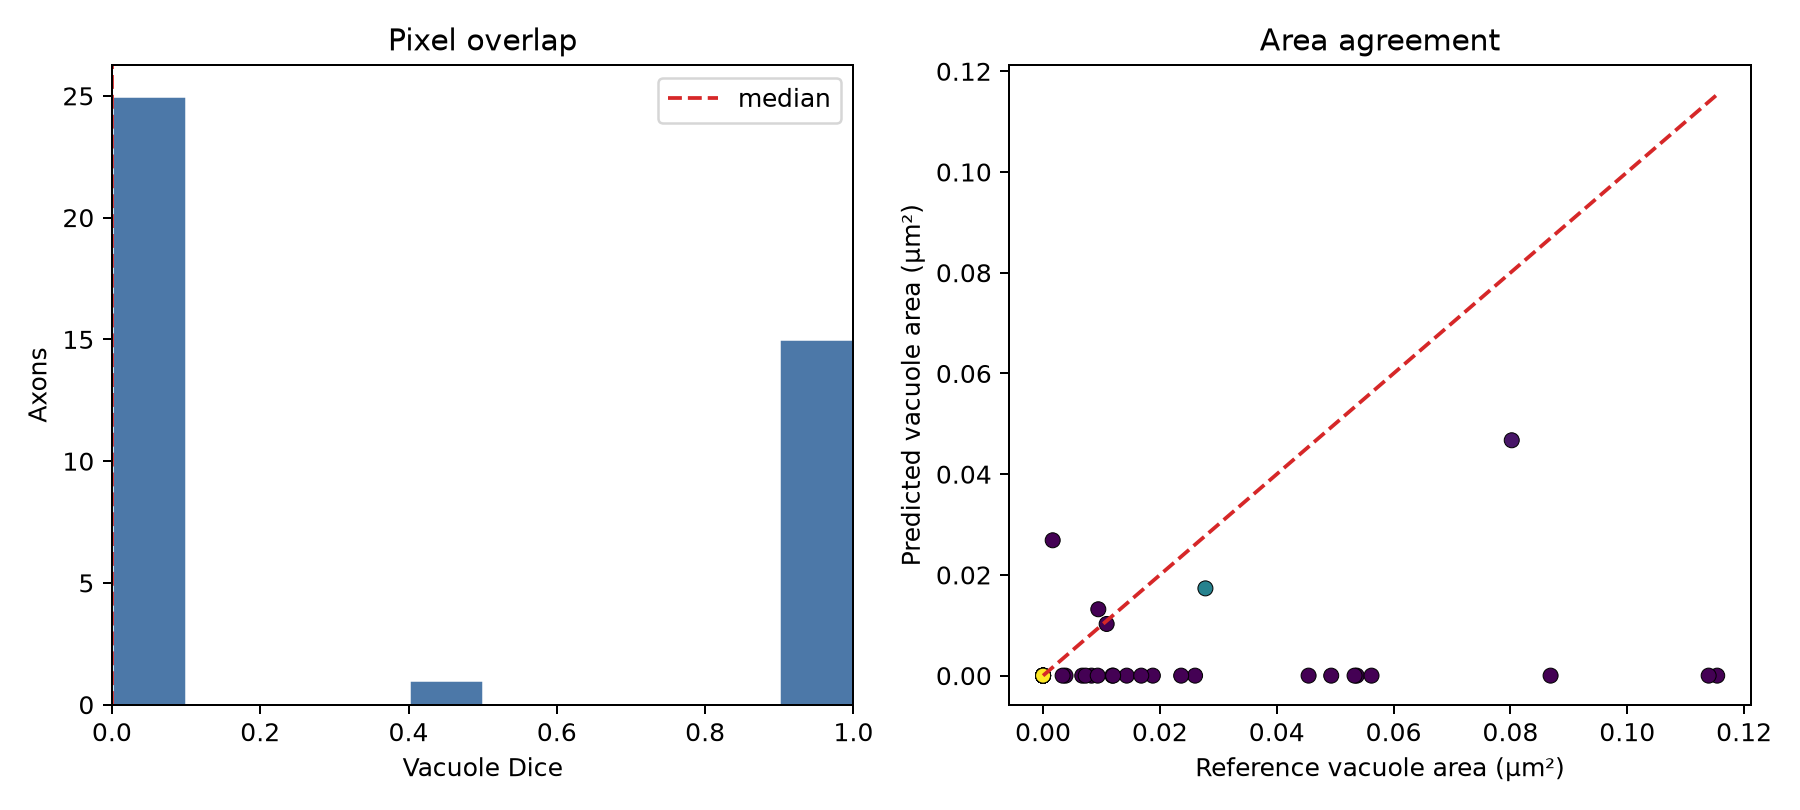 Pixel overlap
median
25
20
15
10
5
0
Axons
0.0 0.2 0.4 0.6 0.8 1.0
Vacuole Dice
Area agreement
0.12
0.10
0.08
0.06
0.04
0.02
0.00
Predicted vacuole area (µm²)
0.00 0.02 0.04 0.06 0.08 0.10 0.12
Reference vacuole area (µm²)